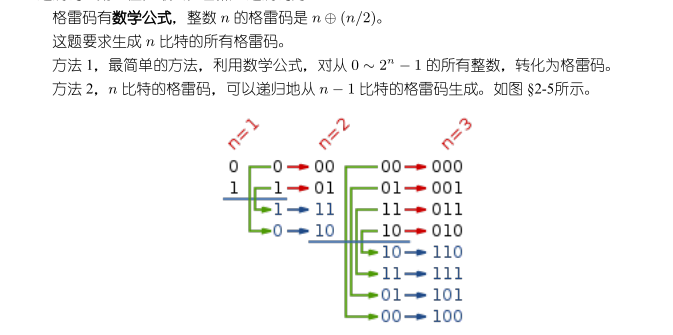 格雷码有数学公式，整数 n 的格雷码是 n ⊕ (n/2)。
这题要求生成 n 比特的所有格雷码。
方法 1，最简单的方法，利用数学公式，对从 0 ∼ 2ⁿ − 1 的所有整数，转化为格雷码。
方法 2，n 比特的格雷码，可以递归地从 n − 1 比特的格雷码生成。如图 §2-5所示。
n=1 n=2 n=3
0 0 00 00 000
1 1 01 01 001
1 11 11 011
0 10 10 010
10 110
11 111
01 101
00 100